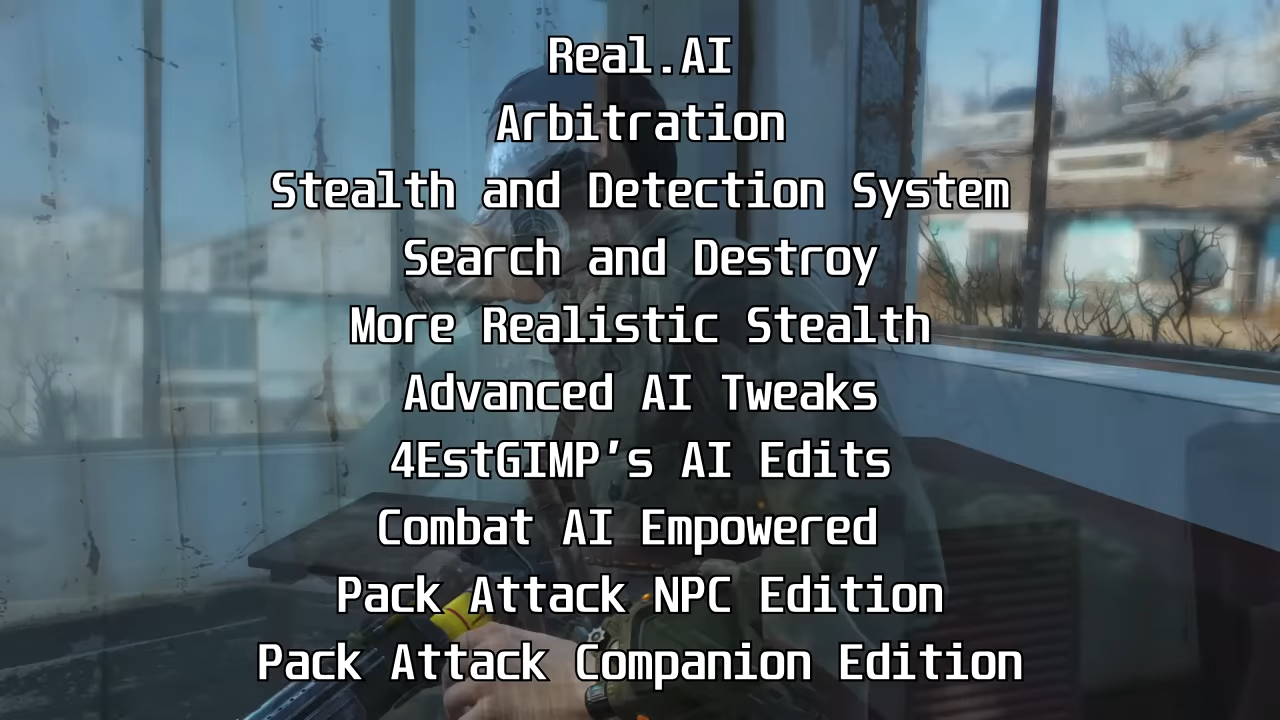 Real.AI
Arbitration
Stealth and Detection System
Search and Destroy
More Realistic Stealth
Advanced AI Tweaks
4EstGIMP's AI Edits
Combat AI Empowered
Pack Attack NPC Edition
Pack Attack Companion Edition